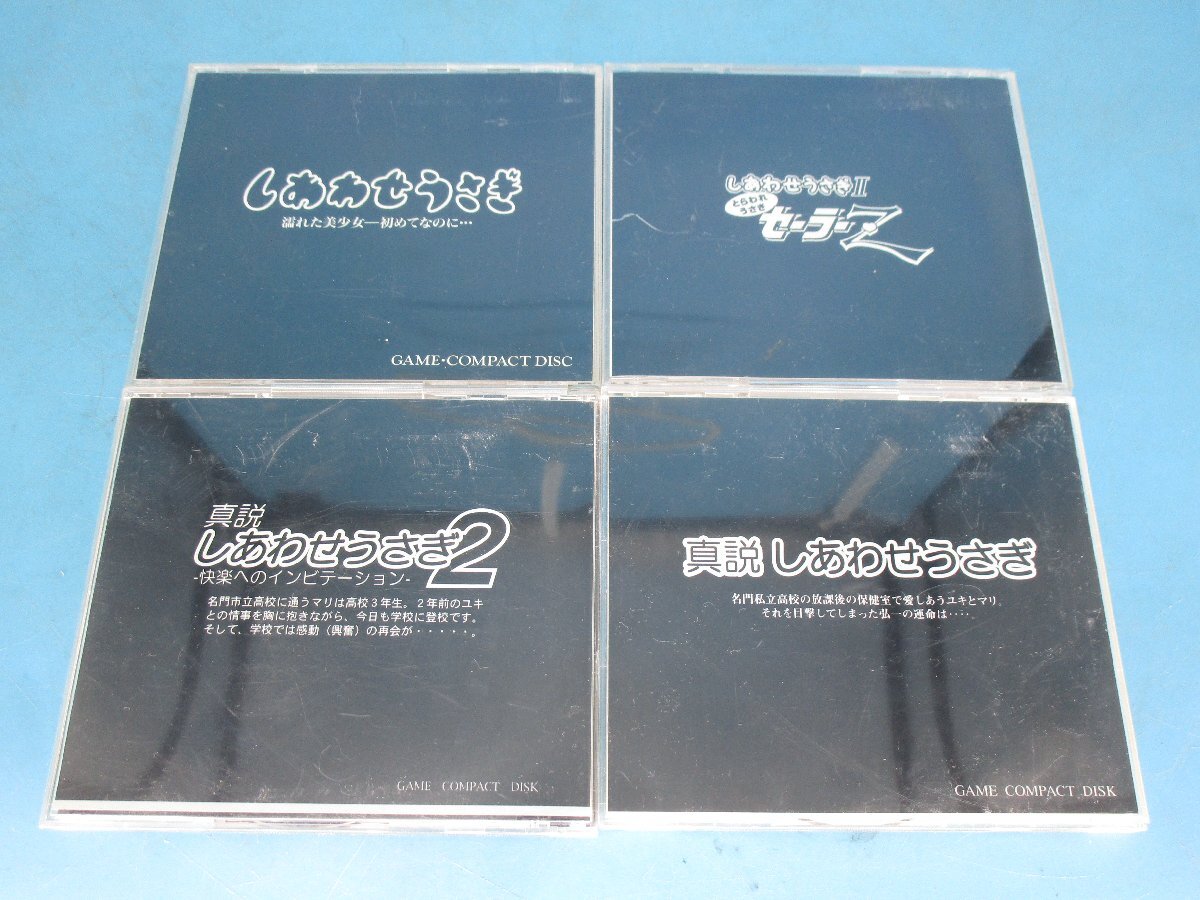 しあわせうさぎ
濡れた美少女―初めてなのに…
GAME・COMPACT DISC
しあわせうさぎII
とらわれ
うさぎ
セーラーZ
真説
しあわせうさぎ2
-快楽へのインビテーション-
名門市立高校に通うマリは高校3年生。2年前のユキ
との情事を胸に抱きながら、今日も学校に登校です。
そして、学校では感動（興奮）の再会が・・・・・。
GAME COMPACT DISK
真説 しあわせうさぎ
名門私立高校の放課後の保健室で愛しあうユキとマリ。
それを目撃してしまった弘一の運命は‥‥
GAME COMPACT DISK